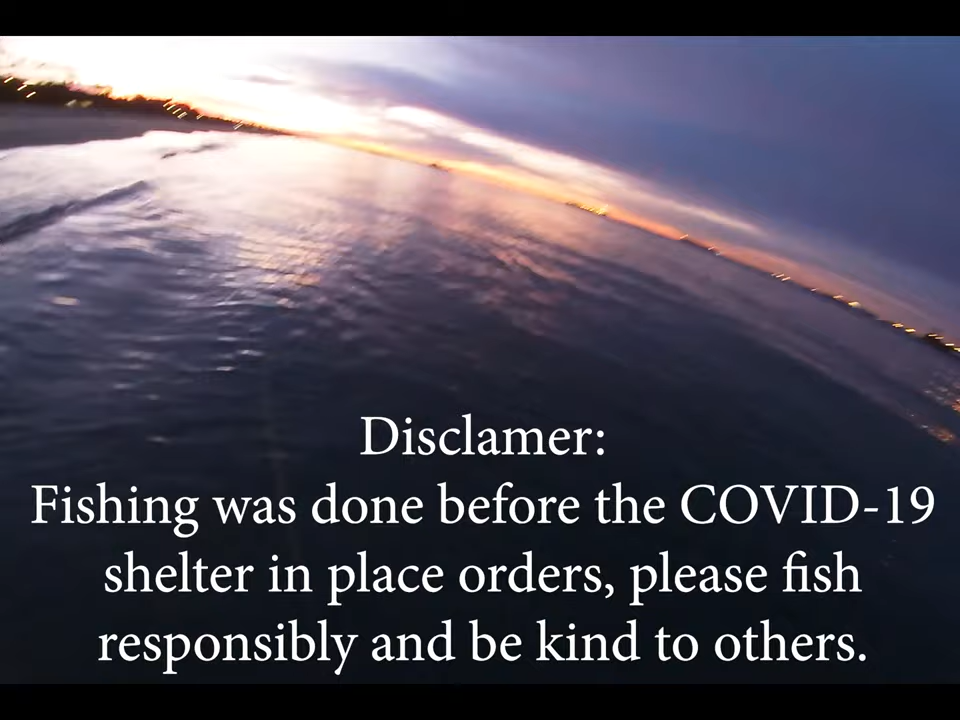 Disclamer:
Fishing was done before the COVID-19
shelter in place orders, please fish
responsibly and be kind to others.